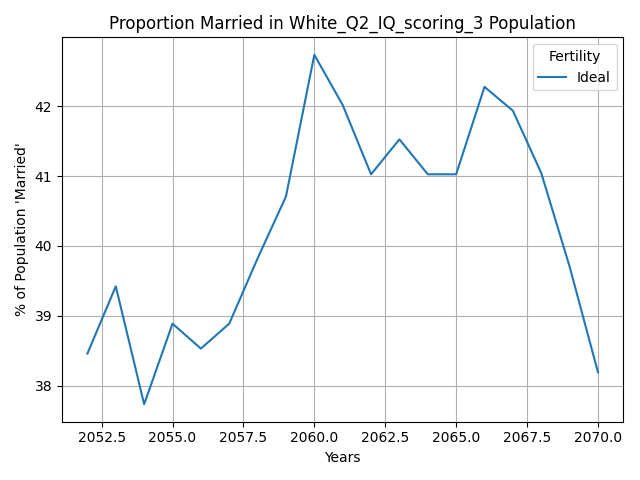 Proportion Married in White_Q2_IQ_scoring_3 Population
Fertility
Ideal
% of Population 'Married'
42
41
40
39
38
2052.5 2055.0 2057.5 2060.0 2062.5 2065.0 2067.5 2070.0
Years